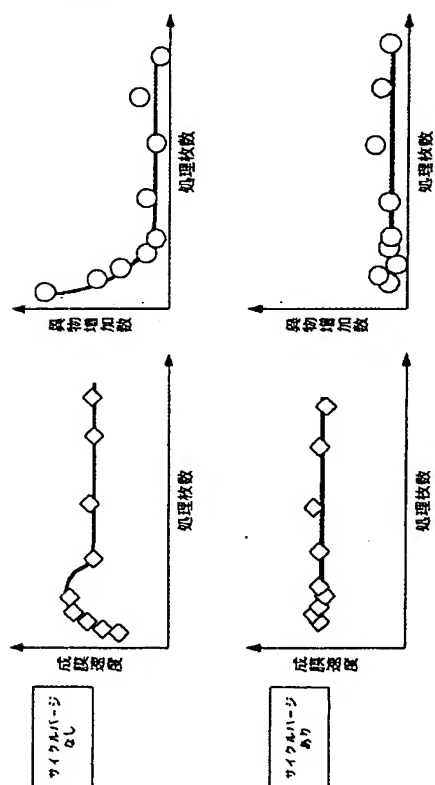 サイクルパージ
なし
成膜速度
処理枚数
異物増加数
処理枚数
サイクルパージ
あり
成膜速度
処理枚数
異物増加数
処理枚数